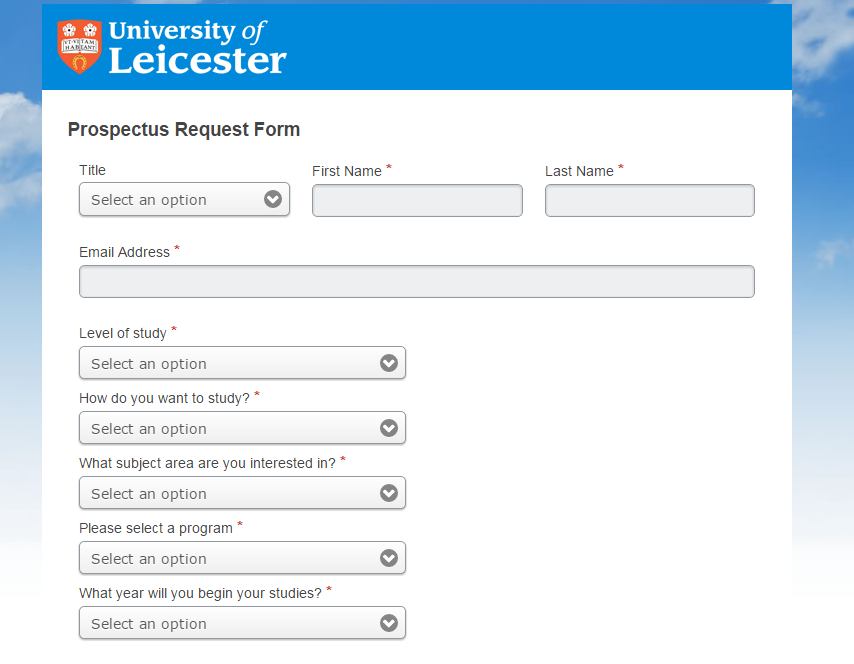 University of
Leicester
Prospectus Request Form
Title
First Name *
Last Name *
Select an option
Email Address *
Level of study *
Select an option
How do you want to study? *
Select an option
What subject area are you interested in? *
Select an option
Please select a program *
Select an option
What year will you begin your studies? *
Select an option